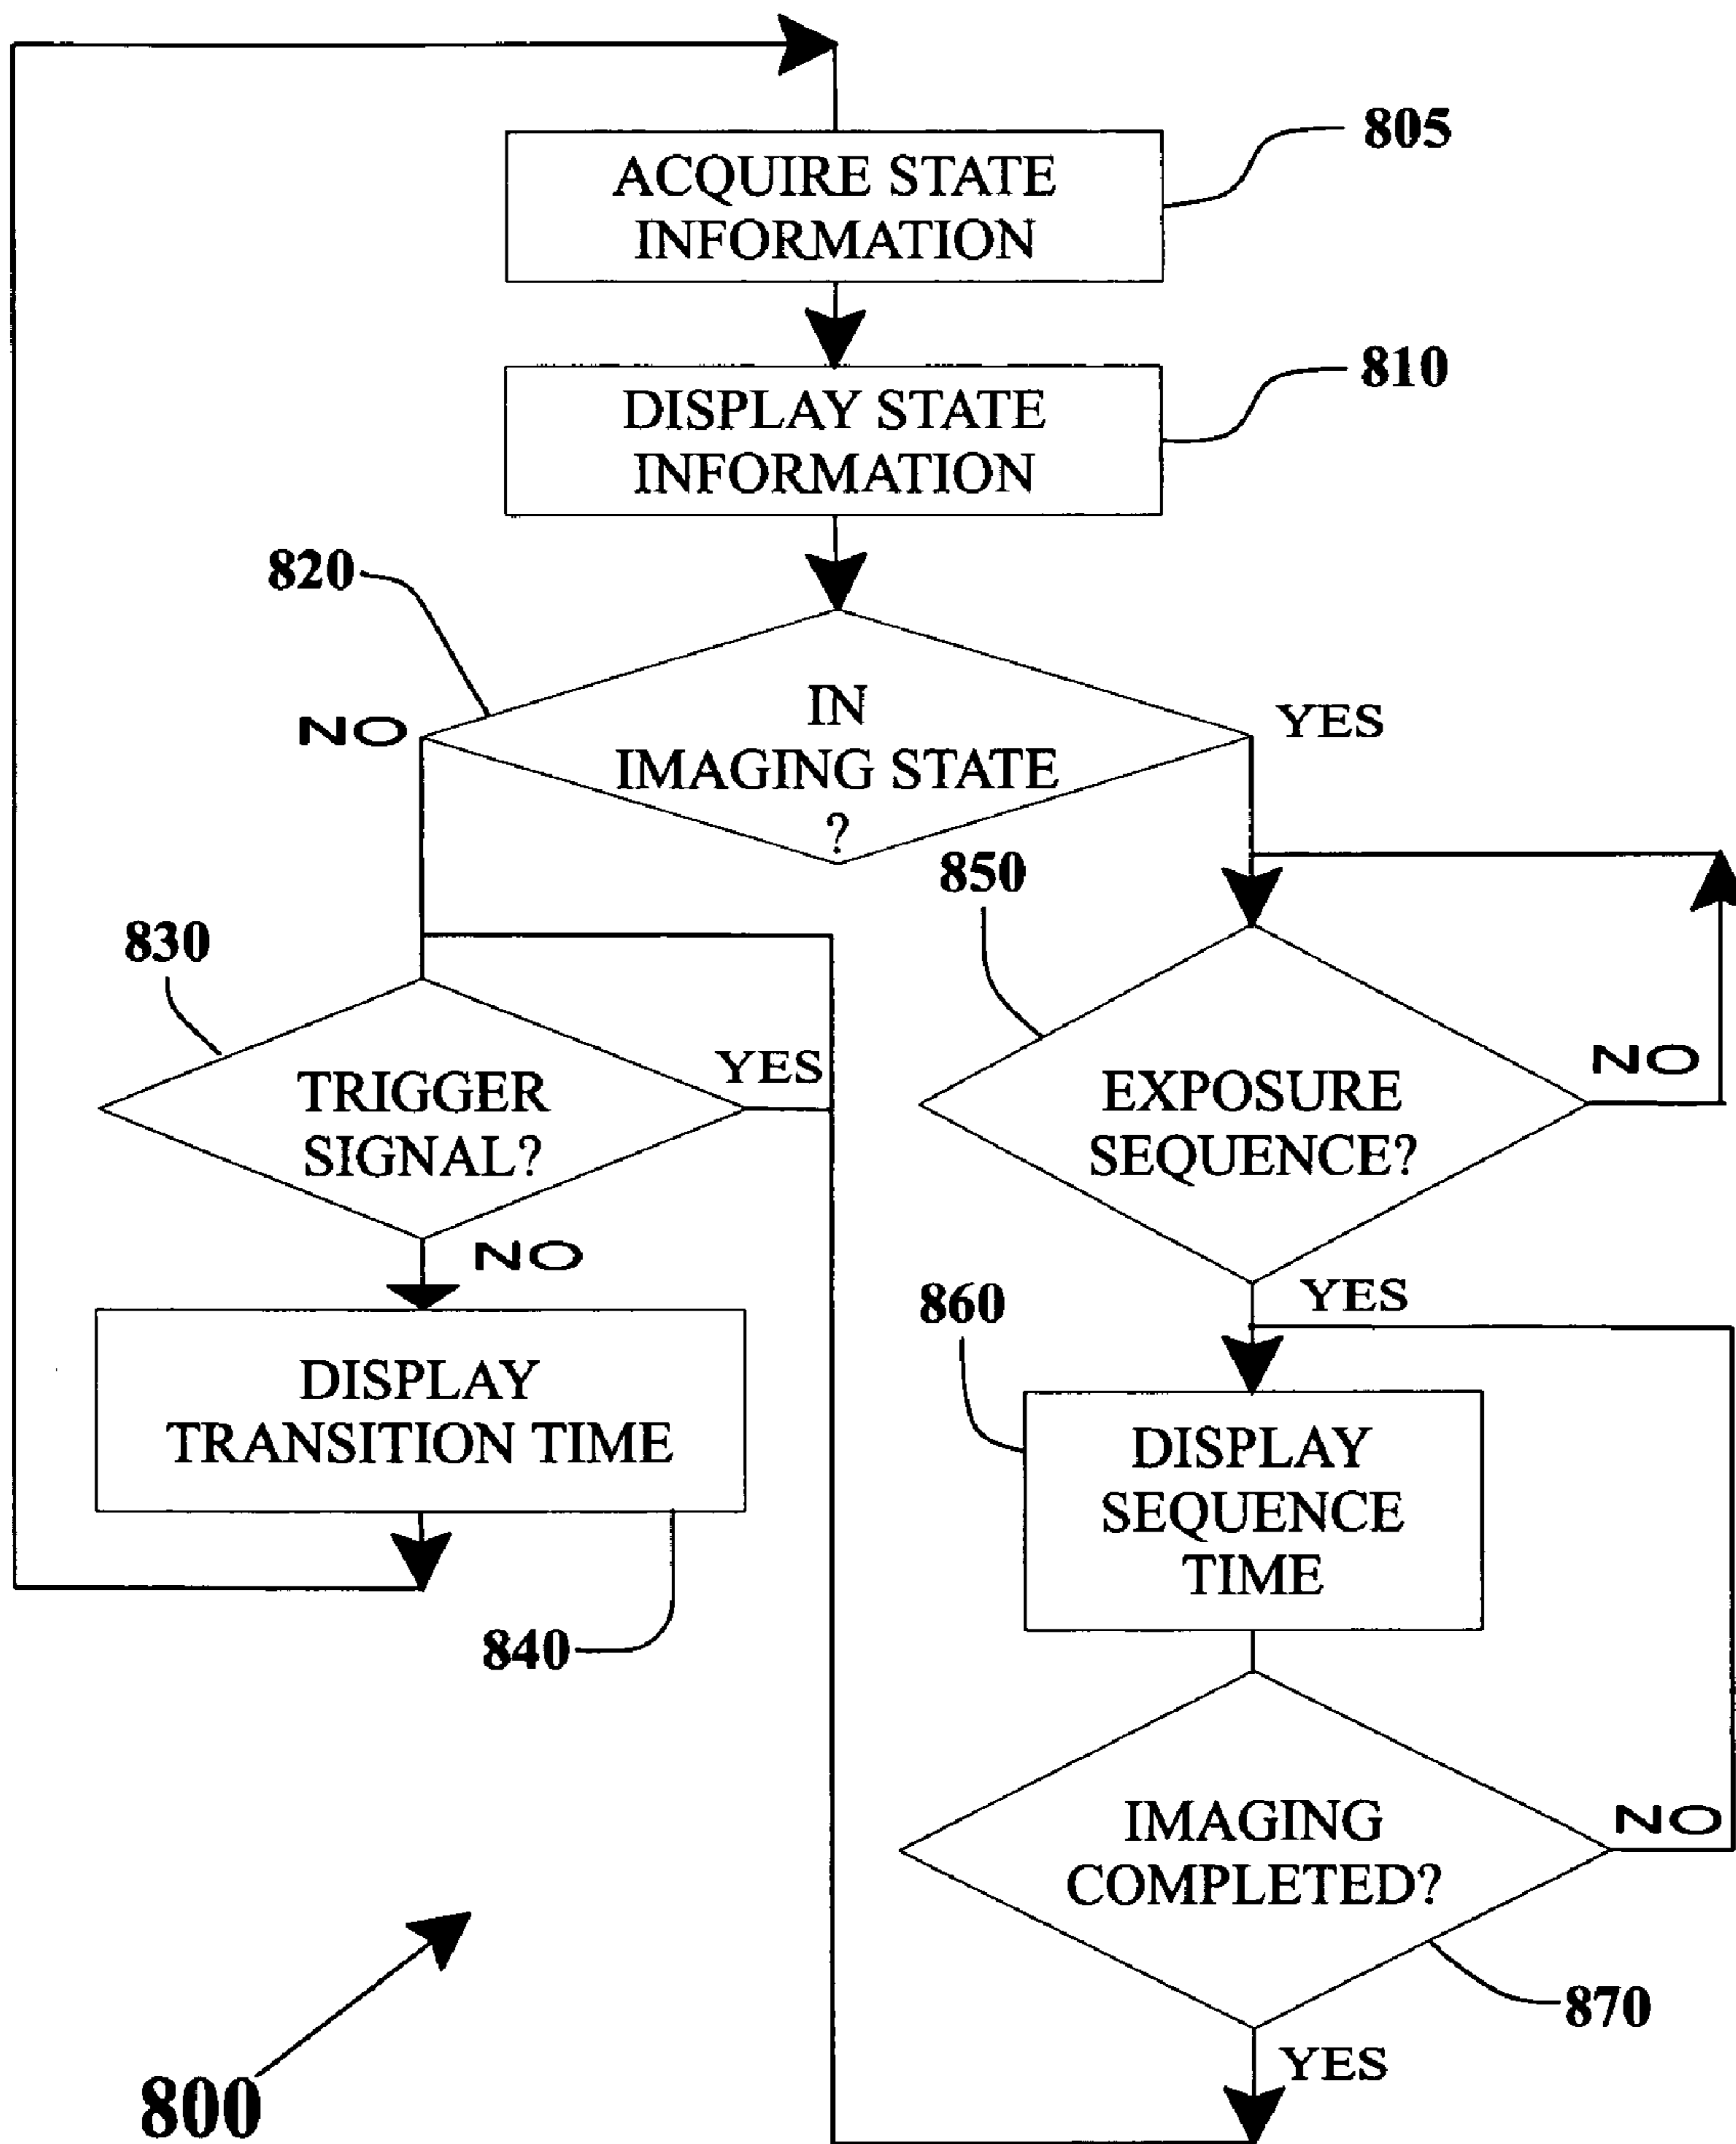 805
ACQUIRE STATE
INFORMATION
810
DISPLAY STATE
INFORMATION
820
NO
IN
IMAGING STATE
?
YES
850
830
YES
NO
TRIGGER
SIGNAL?
EXPOSURE
SEQUENCE?
NO
YES
860
DISPLAY
TRANSITION TIME
DISPLAY
SEQUENCE
TIME
840
IMAGING
COMPLETED?
NO
870
YES
800